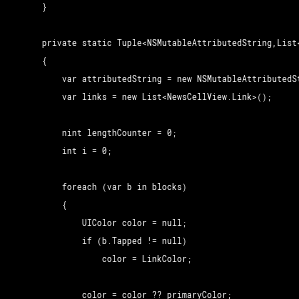 }
private static Tuple<NSMutableAttributedString,List<
{
var attributedString = new NSMutableAttributedSt
var links = new List<NewsCellView.Link>();
nint lengthCounter = 0;
int i = 0;
foreach (var b in blocks)
{
UIColor color = null;
if (b.Tapped != null)
color = LinkColor;
color = color ?? primaryColor;